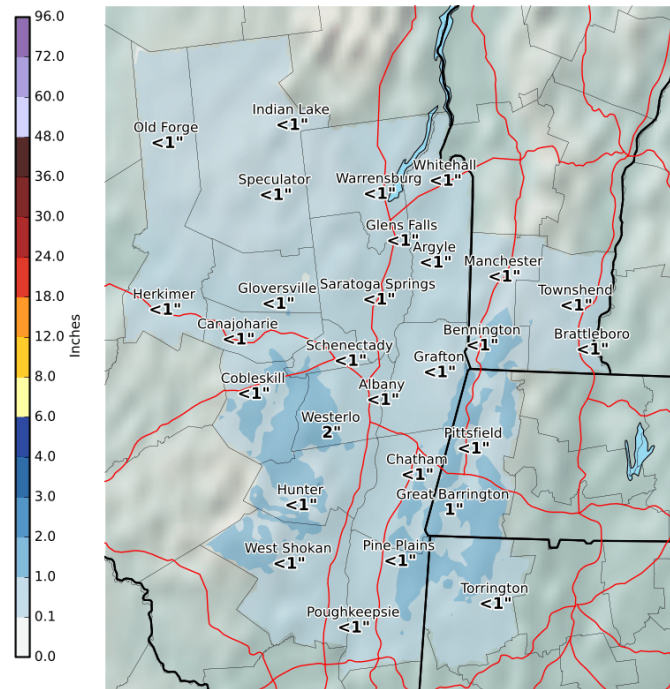 96.0
72.0
60.0
48.0
36.0
30.0
24.0
18.0
12.0
8.0
6.0
4.0
3.0
2.0
1.0
0.1
0.0
Inches
Indian Lake
<1"
Old Forge
<1"
Whitehall
<1"
Speculator
<1"
Warrensburg
<1"
Glens Falls
<1"
Argyle
<1"
Manchester
<1"
Gloversville
<1"
Saratoga Springs
<1"
Herkimer
<1"
Townshend
<1"
Canajoharie
<1"
Bennington
<1"
Brattleboro
<1"
Schenectady
<1"
Grafton
<1"
Cobleskill
<1"
Albany
<1"
Westerlo
2"
Pittsfield
<1"
Chatham
<1"
Hunter
<1"
Great Barrington
1"
West Shokan
<1"
Pine Plains
<1"
Torrington
<1"
Poughkeepsie
<1"